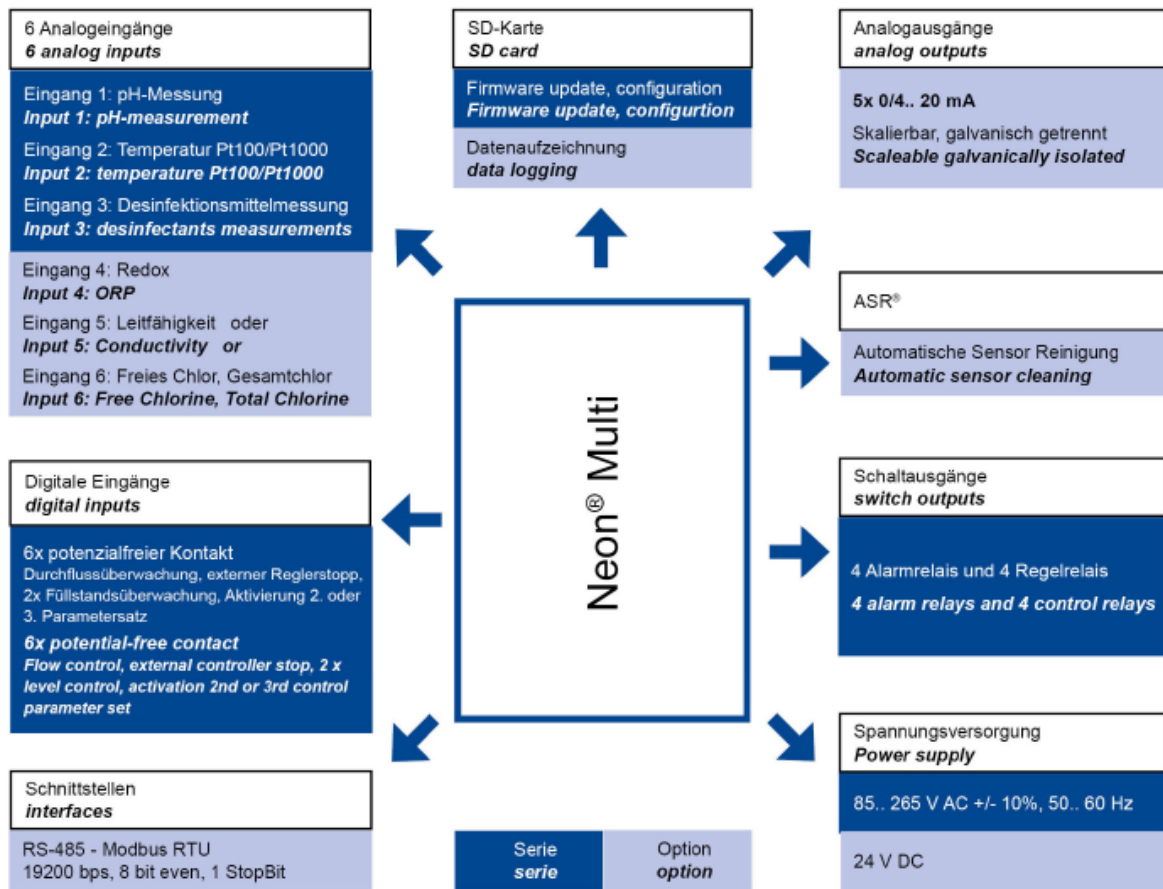 6 Analogeingänge
6 analog inputs
Eingang 1: pH-Messung
Input 1: pH-measurement
Eingang 2: Temperatur Pt100/Pt1000
Input 2: temperature Pt100/Pt1000
Eingang 3: Desinfektionsmittelmessung
Input 3: desinfectants measurements
Eingang 4: Redox
Input 4: ORP
Eingang 5: Leitfähigkeit oder
Input 5: Conductivity or
Eingang 6: Freies Chlor, Gesamtchlor
Input 6: Free Chlorine, Total Chlorine
SD-Karte
SD card
Firmware update, configuration
Firmware update, configurtion
Datenaufzeichnung
data logging
Analogausgänge
analog outputs
5x 0/4.. 20 mA
Skalierbar, galvanisch getrennt
Scaleable galvanically isolated
ASR®
Automatische Sensor Reinigung
Automatic sensor cleaning
Neon® Multi
Digitale Eingänge
digital inputs
6x potenzialfreier Kontakt
Durchflussüberwachung, externer Reglerstopp,
2x Füllstandsüberwachung, Aktivierung 2. oder
3. Parametersatz
6x potential-free contact
Flow control, external controller stop, 2 x
level control, activation 2nd or 3rd control
parameter set
Schaltausgänge
switch outputs
4 Alarmrelais und 4 Regelrelais
4 alarm relays and 4 control relays
Schnittstellen
interfaces
RS-485 - Modbus RTU
19200 bps, 8 bit even, 1 StopBit
Serie
serie
Option
option
Spannungsversorgung
Power supply
85.. 265 V AC +/- 10%, 50.. 60 Hz
24 V DC